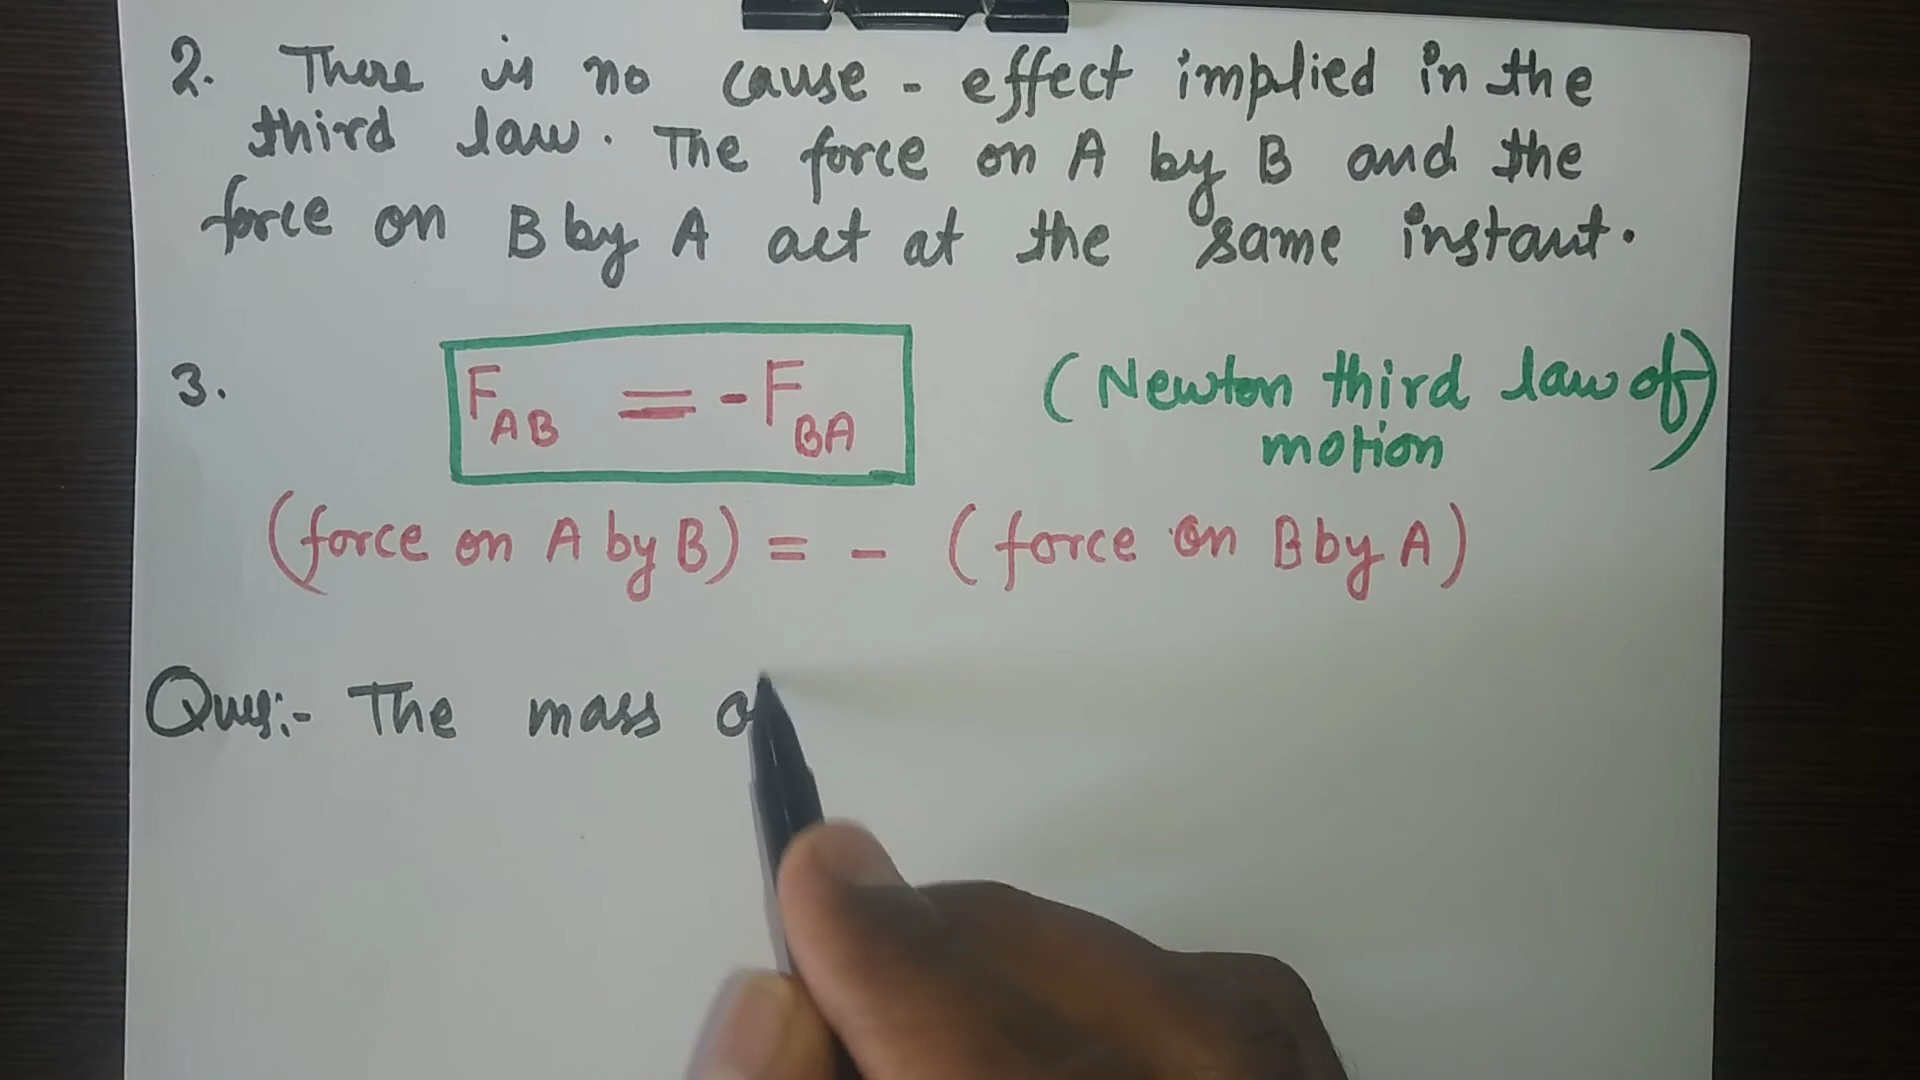 2. There is no cause - effect implied in the
third law. The force on A by B and the
force on B by A act at the same instant.
3. F_AB = -F_BA (Newton third law of
motion)
(force on A by B) = - (force on B by A)
Ques:- The mass o